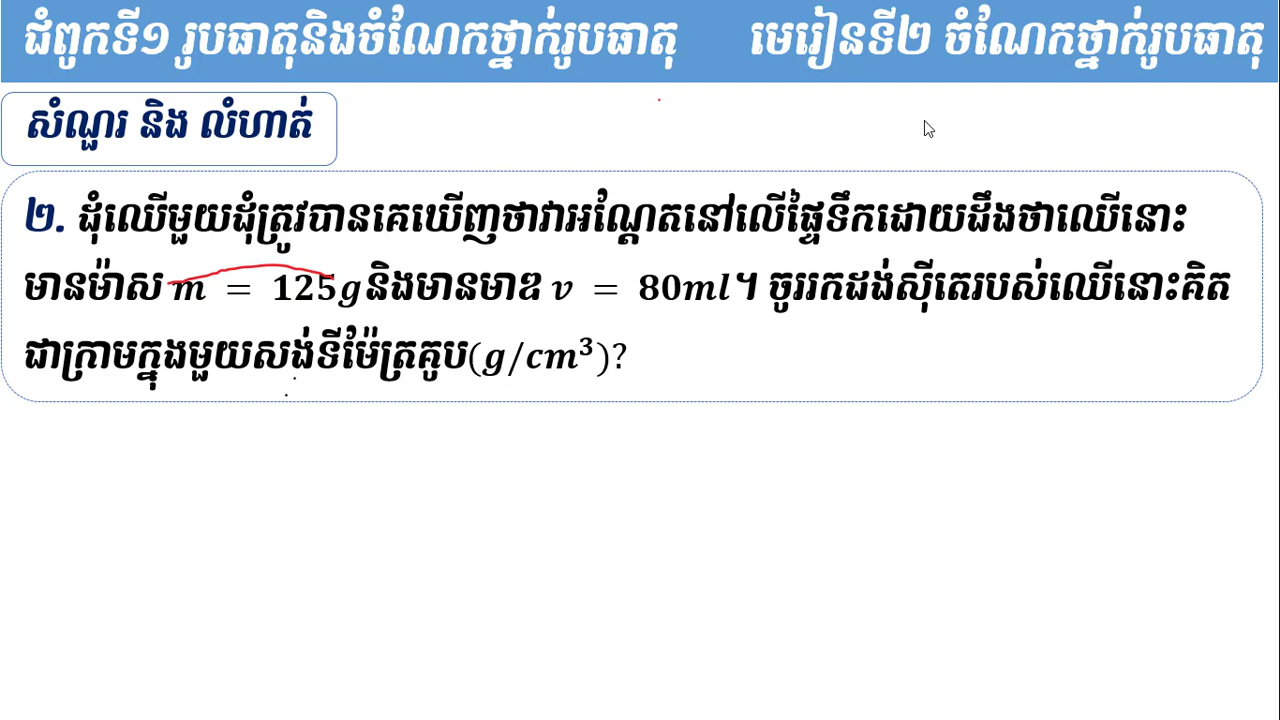 ជំពូកទី១ រូបធាតុនិងចំណែកថ្នាក់រូបធាតុ មេរៀនទី២ ចំណែកថ្នាក់រូបធាតុ
សំណួរ និង លំហាត់
២. ដុំឈើមួយដុំត្រូវបានគេឃើញថាវាអណ្ដែតនៅលើផ្ទៃទឹកដោយដឹងថាឈើនោះ
មានម៉ាស m = 125g និងមានមាឌ v = 80ml។ ចូររកដង់ស៊ីតេរបស់ឈើនោះគិត
ជាក្រាមក្នុងមួយសង់ទីម៉ែត្រគូប(g/cm³)?